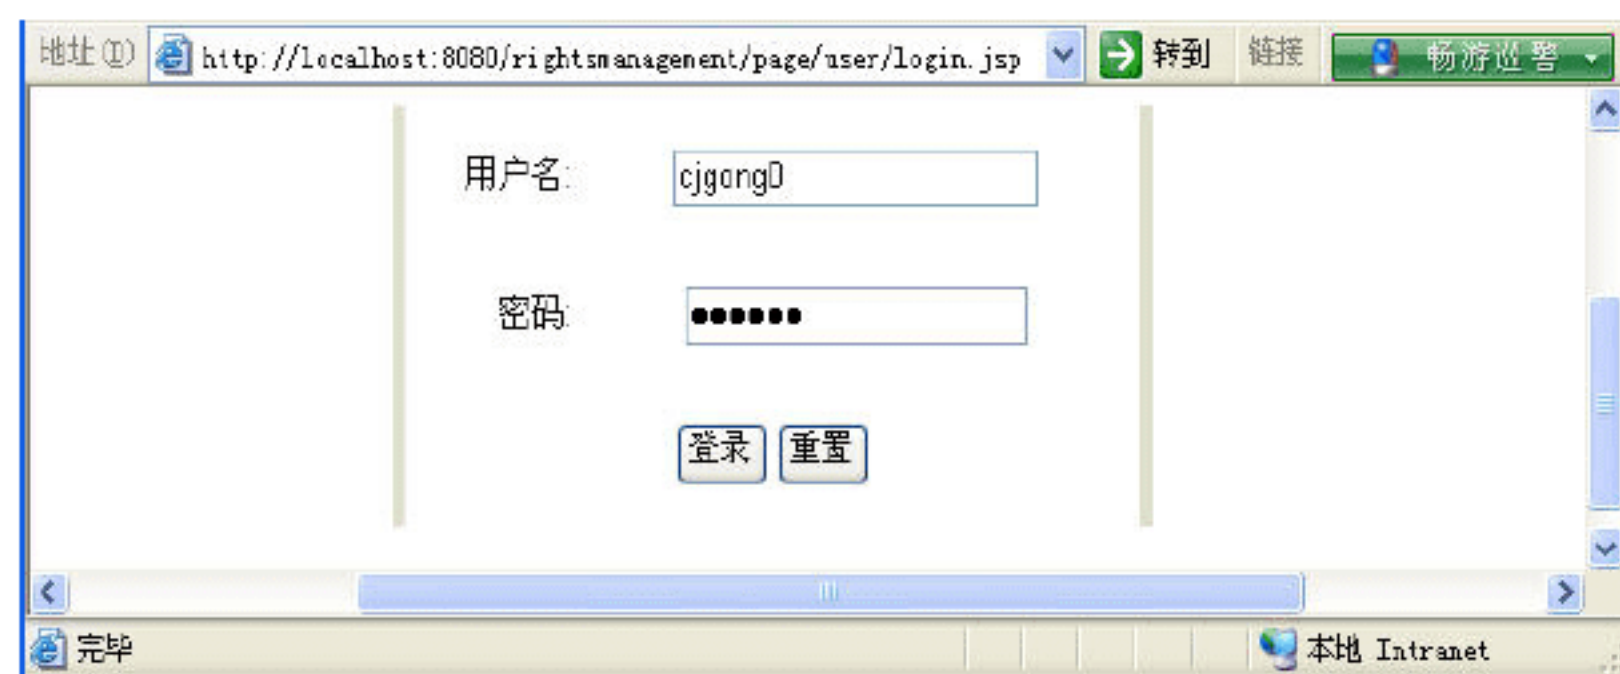 地址(D) http://localhost:8080/rightsmanagement/page/user/login.jsp 转到 链接 畅游巡警
用户名: cjgong0
密码: ●●●●●●
登录 重置
完毕 本地 Intranet